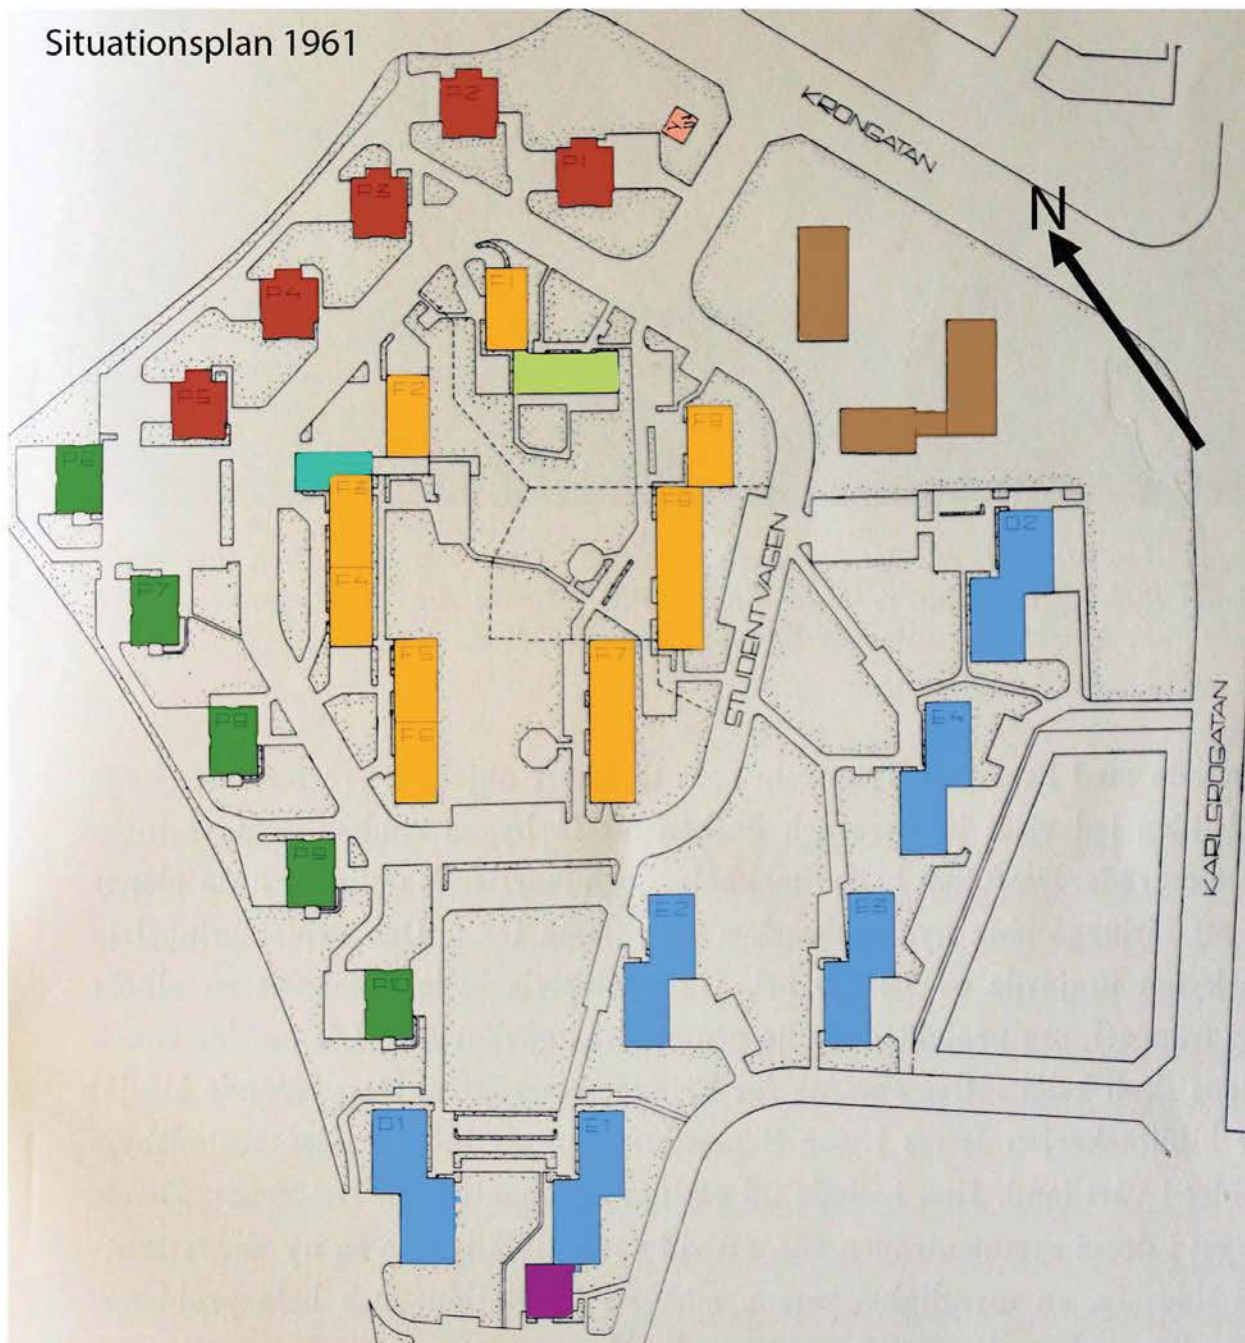 Situationsplan 1961
P2
KRONGATAN
P1
P3
N
F1
P4
P5
F2
F9
P6
F3
F8
D2
STUDENTVAGEN
F4
P7
F5
F7
P8
E4
F6
KARLSROGATAN
P9
E2
E3
P10
D1
E1